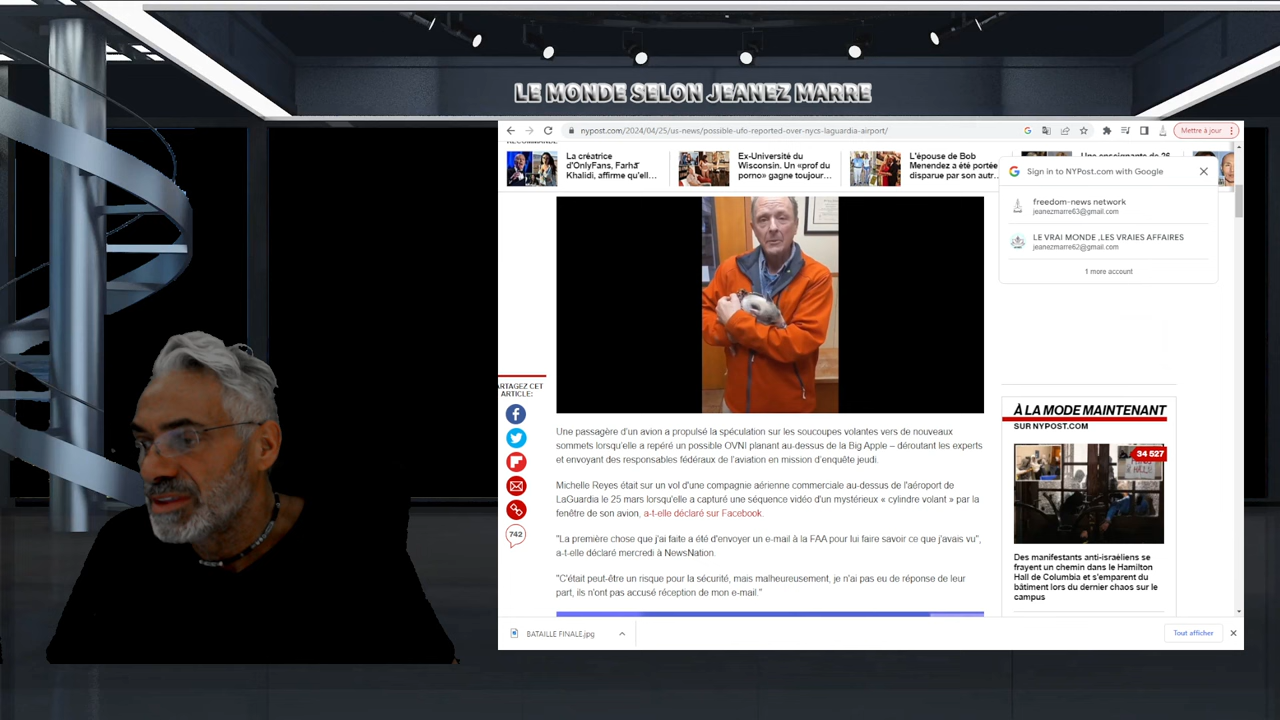 LE MONDE SELON JEANEZ MARRE
nypost.com/2024/04/25/us-news/possible-ufo-reported-over-nycs-laguardia-airport/
Mettre à jour
La créatrice
d'OnlyFans, Farha
Khalidi, affirme qu'ell...
Ex-Université du
Wisconsin. Un «prof du
porno» gagne toujour...
L'épouse de Bob
Menendez a été portée
disparue par son autr...
Sign in to NYPost.com with Google
freedom-news network
jeanezmarre63@gmail.com
LE VRAI MONDE ,LES VRAIES AFFAIRES
jeanezmarre62@gmail.com
1 more account
ARTAGEZ CET
ARTICLE:
742
Une passagère d'un avion a propulsé la spéculation sur les soucoupes volantes vers de nouveaux
sommets lorsqu'elle a repéré un possible OVNI planant au-dessus de la Big Apple – déroutant les experts
et envoyant des responsables fédéraux de l'aviation en mission d'enquête jeudi.
Michelle Reyes était sur un vol d'une compagnie aérienne commerciale au-dessus de l'aéroport de
LaGuardia le 25 mars lorsqu'elle a capturé une séquence vidéo d'un mystérieux « cylindre volant » par la
fenêtre de son avion, a-t-elle déclaré sur Facebook.
"La première chose que j'ai faite a été d'envoyer un e-mail à la FAA pour lui faire savoir ce que j'avais vu",
a-t-elle déclaré mercredi à NewsNation.
"C'était peut-être un risque pour la sécurité, mais malheureusement, je n'ai pas eu de réponse de leur
part, ils n'ont pas accusé réception de mon e-mail."
À LA MODE MAINTENANT
SUR NYPOST.COM
34 527
Des manifestants anti-israéliens se
frayent un chemin dans le Hamilton
Hall de Columbia et s'emparent du
bâtiment lors du dernier chaos sur le
campus
BATAILLE FINALE.jpg
Tout afficher